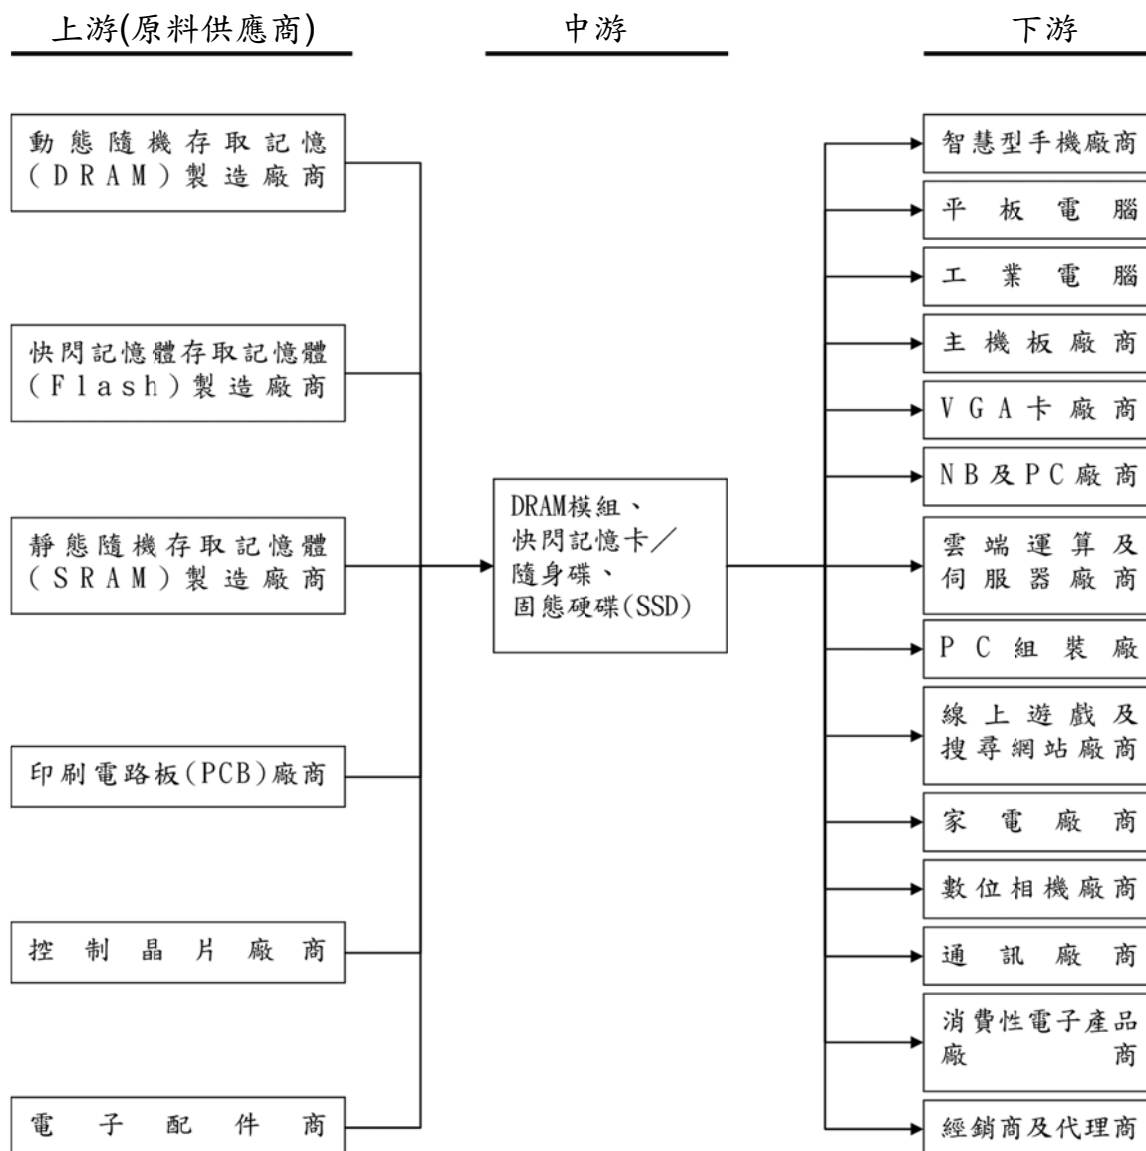 上游(原料供應商)
中游
下游
動態隨機存取記憶
(DRAM)製造廠商
快閃記憶體存取記憶體
(Flash)製造廠商
靜態隨機存取記憶體
(SRAM)製造廠商
印刷電路板(PCB)廠商
控制晶片廠商
電子配件商
DRAM模組、
快閃記憶卡／
隨身碟、
固態硬碟(SSD)
智慧型手機廠商
平板電腦
工業電腦
主機板廠商
VGA卡廠商
NB及PC廠商
雲端運算及
伺服器廠商
PC組裝廠
線上遊戲及
搜尋網站廠商
家電廠商
數位相機廠商
通訊廠商
消費性電子產品
廠商
經銷商及代理商